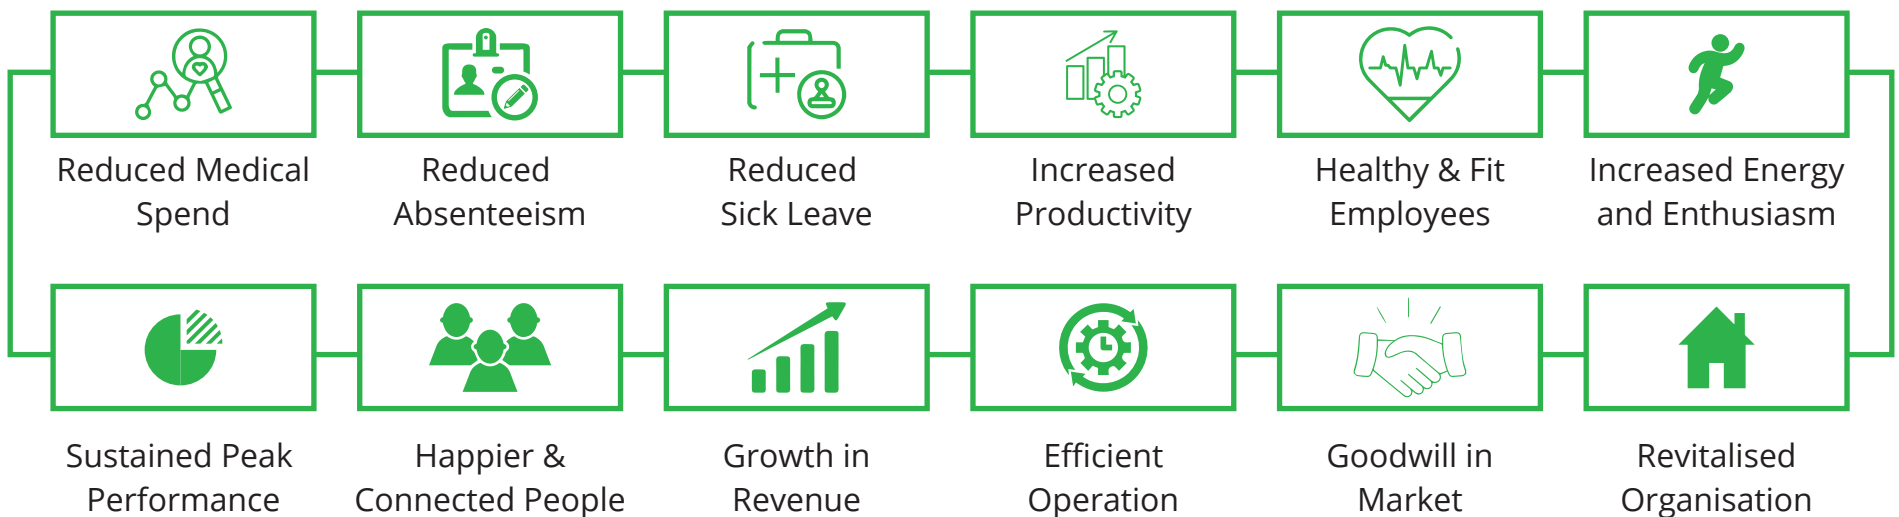 Reduced Medical
Spend
Reduced
Absenteeism
Reduced
Sick Leave
Increased
Productivity
Healthy & Fit
Employees
Increased Energy
and Enthusiasm
Sustained Peak
Performance
Happier &
Connected People
Growth in
Revenue
Efficient
Operation
Goodwill in
Market
Revitalised
Organisation